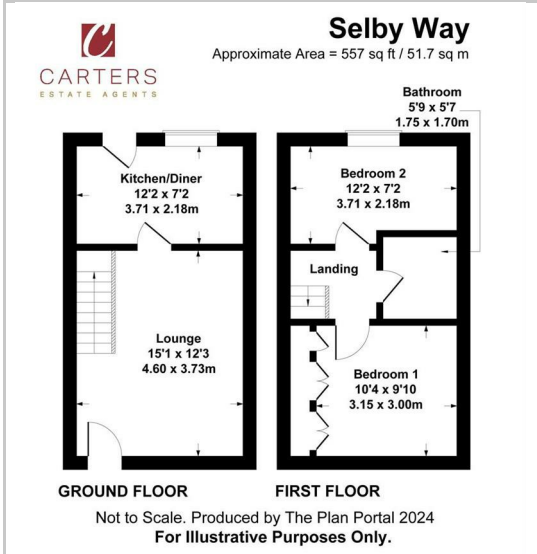 Selby Way
Approximate Area = 557 sq ft / 51.7 sq m
C
CARTERS
ESTATE AGENTS
Bathroom
5'9 x 5'7
1.75 x 1.70m
Kitchen/Diner
12'2 x 7'2
3.71 x 2.18m
Bedroom 2
12'2 x 7'2
3.71 x 2.18m
Landing
Lounge
15'1 x 12'3
4.60 x 3.73m
Bedroom 1
10'4 x 9'10
3.15 x 3.00m
GROUND FLOOR
FIRST FLOOR
Not to Scale. Produced by The Plan Portal 2024
For Illustrative Purposes Only.